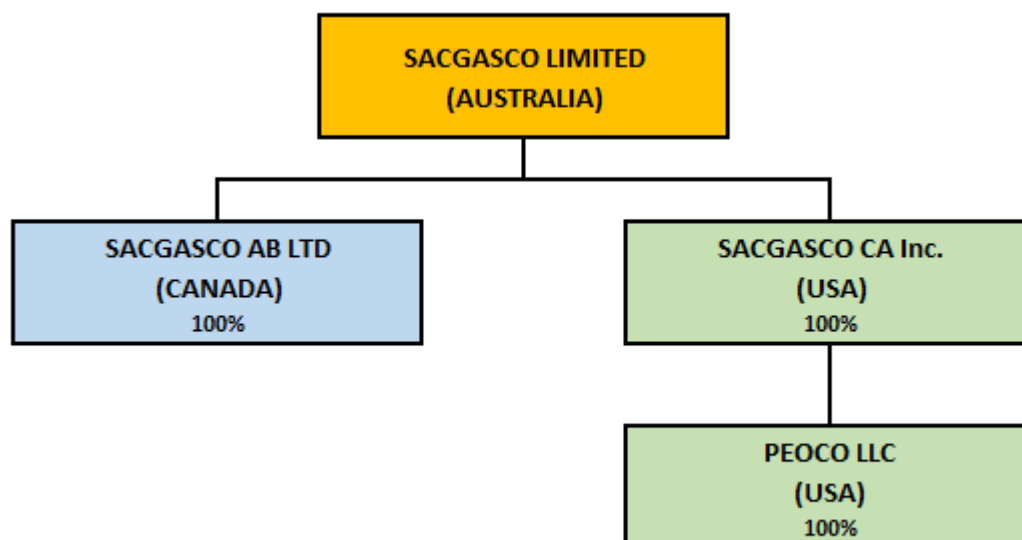 SACGASCO LIMITED
(AUSTRALIA)
SACGASCO AB LTD
(CANADA)
100%
SACGASCO CA Inc.
(USA)
100%
PEOCO LLC
(USA)
100%